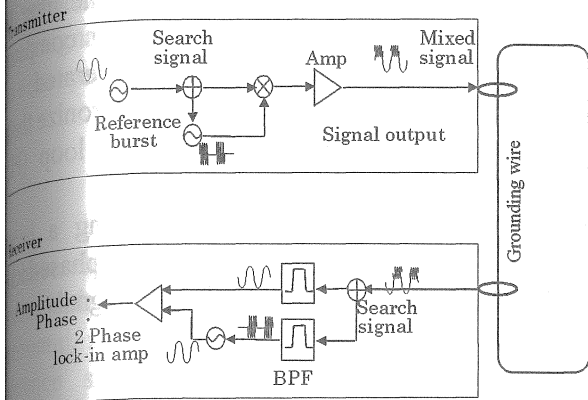 Transmitter
Search
signal
Amp
Mixed
signal
Reference
burst
Signal output
Grounding wire
Receiver
Search
signal
Amplitude
Phase
2 Phase
lock-in amp
BPF